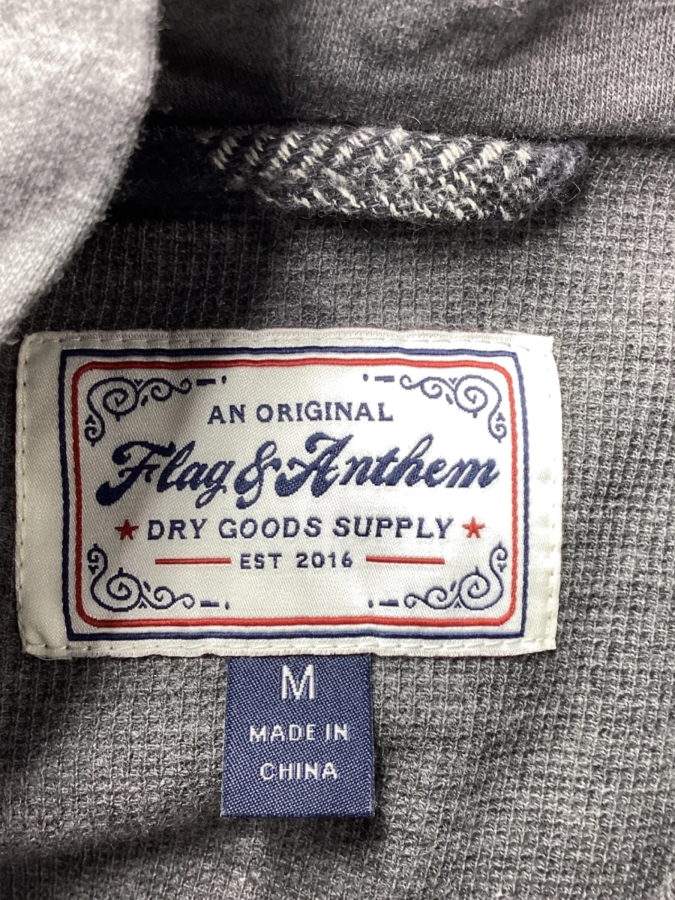 AN ORIGINAL
Flag & Anthem
DRY GOODS SUPPLY
EST 2016
M
MADE IN
CHINA